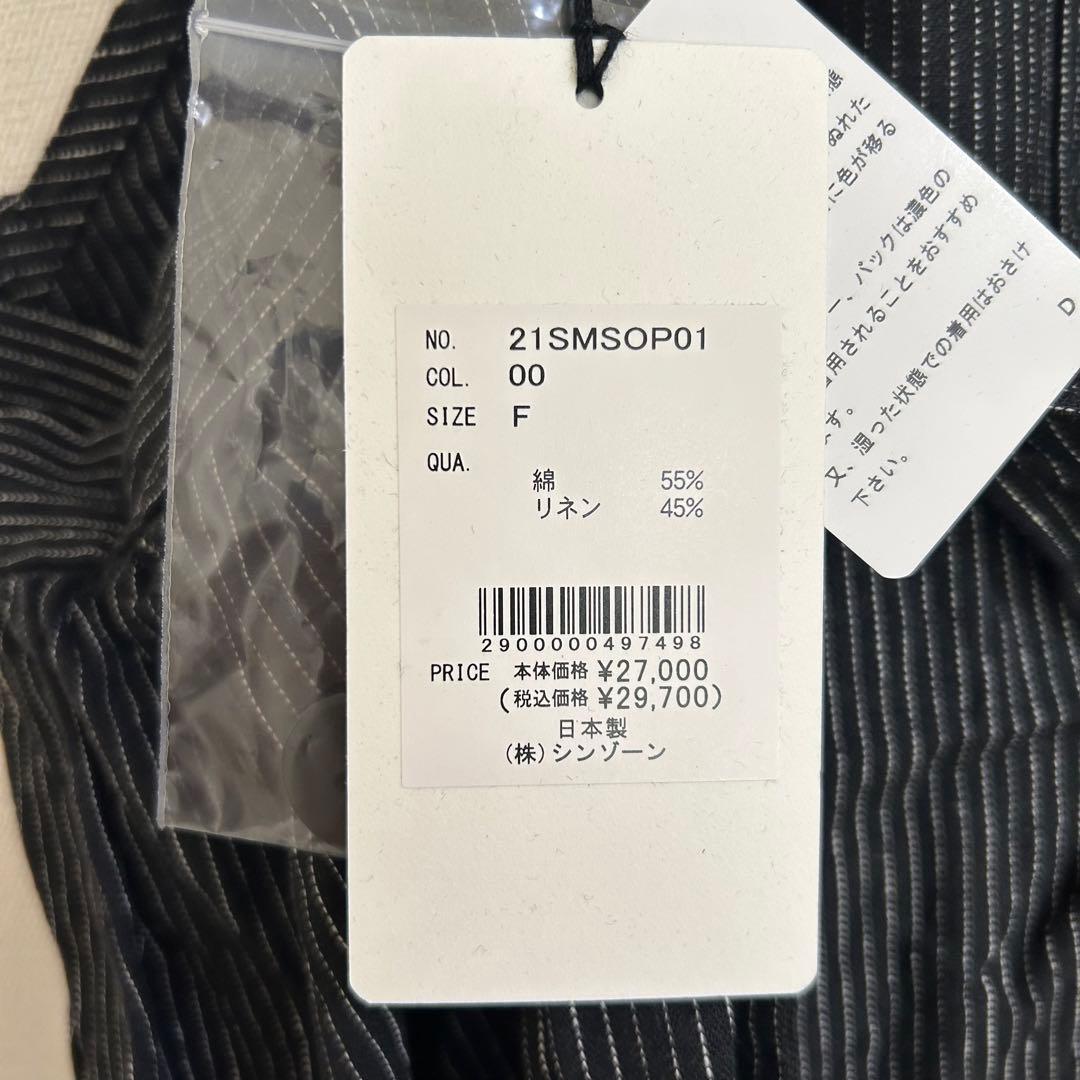 NO. 21SMSOP01
COL. 00
SIZE F
QUA.
綿 55%
リネン 45%
2900000497498
PRICE 本体価格 ¥27,000
(税込価格 ¥29,700)
日本製
(株)シンゾーン
態
ぬれた
に色が移る
、バックは濃色の
用されることをおすすめ
す。
又、湿った状態での着用はおさけ
下さい。
D